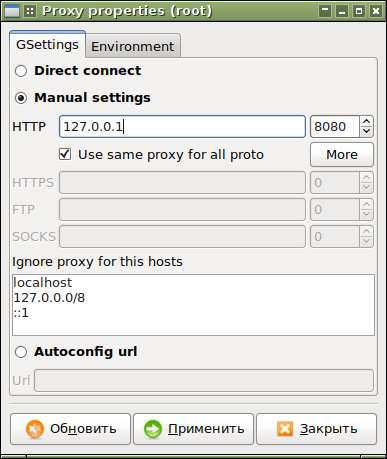 Proxy properties (root)
GSettings
Environment
Direct connect
Manual settings
HTTP 127.0.0.1 8080
Use same proxy for all proto More
HTTPS 0
FTP 0
SOCKS 0
Ignore proxy for this hosts
localhost
127.0.0.0/8
::1
Autoconfig url
Url
Обновить Применить Закрыть